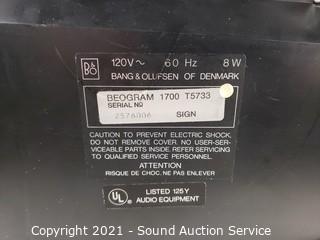 B&O
120V~ 60 Hz 8W
BANG & OLUFSEN OF DENMARK
BEOGRAM 1700 T5733
SERIAL NO
2576806 SIGN
CAUTION TO PREVENT ELECTRIC SHOCK,
DO NOT REMOVE COVER. NO USER-SER-
VICEABLE PARTS INSIDE. REFER SERVICING
TO QUALIFIED SERVICE PERSONNEL.
ATTENTION
RISQUE DE CHOC. NE PAS ENLEVER
UL
LISTED 125Y
AUDIO EQUIPMENT
Copyright 2021 - Sound Auction Service